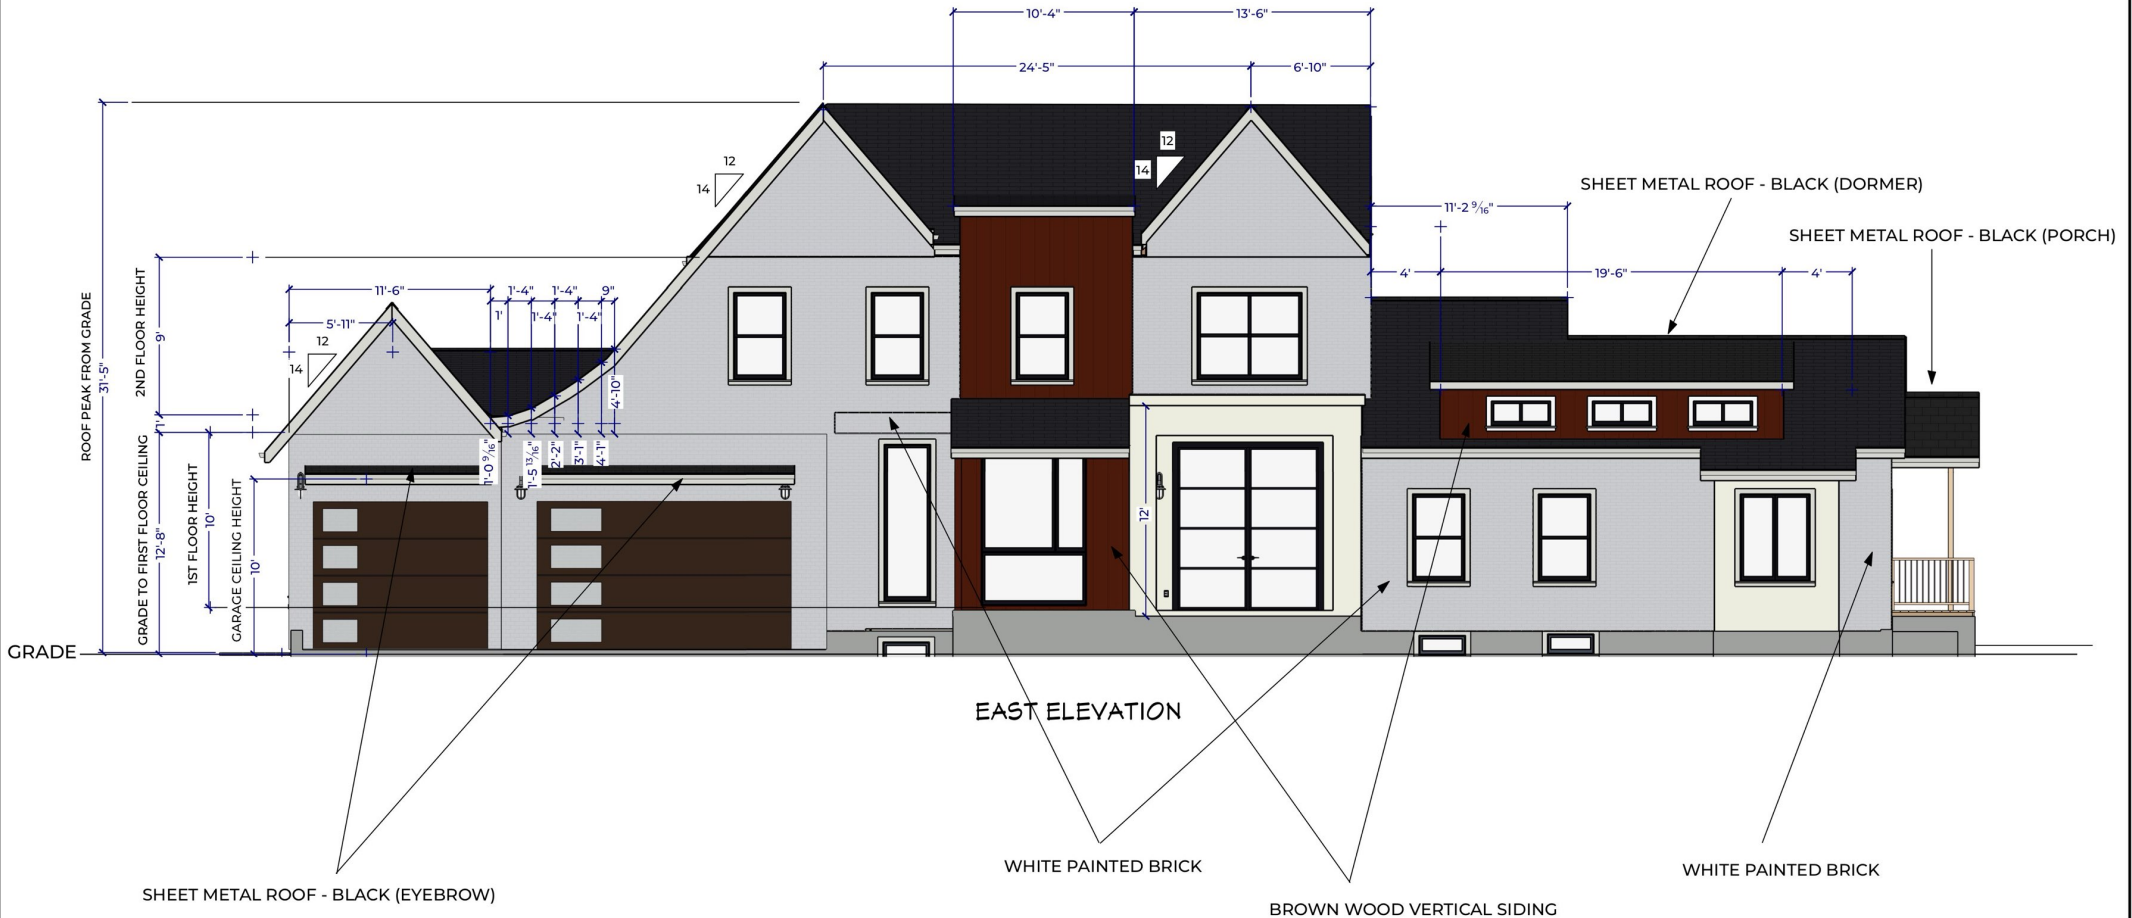 10'-4"
13'-6"
24'-5"
6'-10"
12
14
12
14
SHEET METAL ROOF - BLACK (DORMER)
11'-2 9/16"
SHEET METAL ROOF - BLACK (PORCH)
4'
19'-6"
4'
11'-6"
1'-4"
1'-4"
9"
1'
1'-4"
1'-4"
5'-11"
12
14
ROOF PEAK FROM GRADE
31'-5"
2ND FLOOR HEIGHT
9'
1'
4'-10"
GRADE TO FIRST FLOOR CEILING
12'-8"
1ST FLOOR HEIGHT
10'
GARAGE CEILING HEIGHT
10'
1'-0 9/16"
1'-5 13/16"
2'-2"
3'-1"
4'-1"
12'
GRADE
EAST ELEVATION
WHITE PAINTED BRICK
WHITE PAINTED BRICK
SHEET METAL ROOF - BLACK (EYEBROW)
BROWN WOOD VERTICAL SIDING